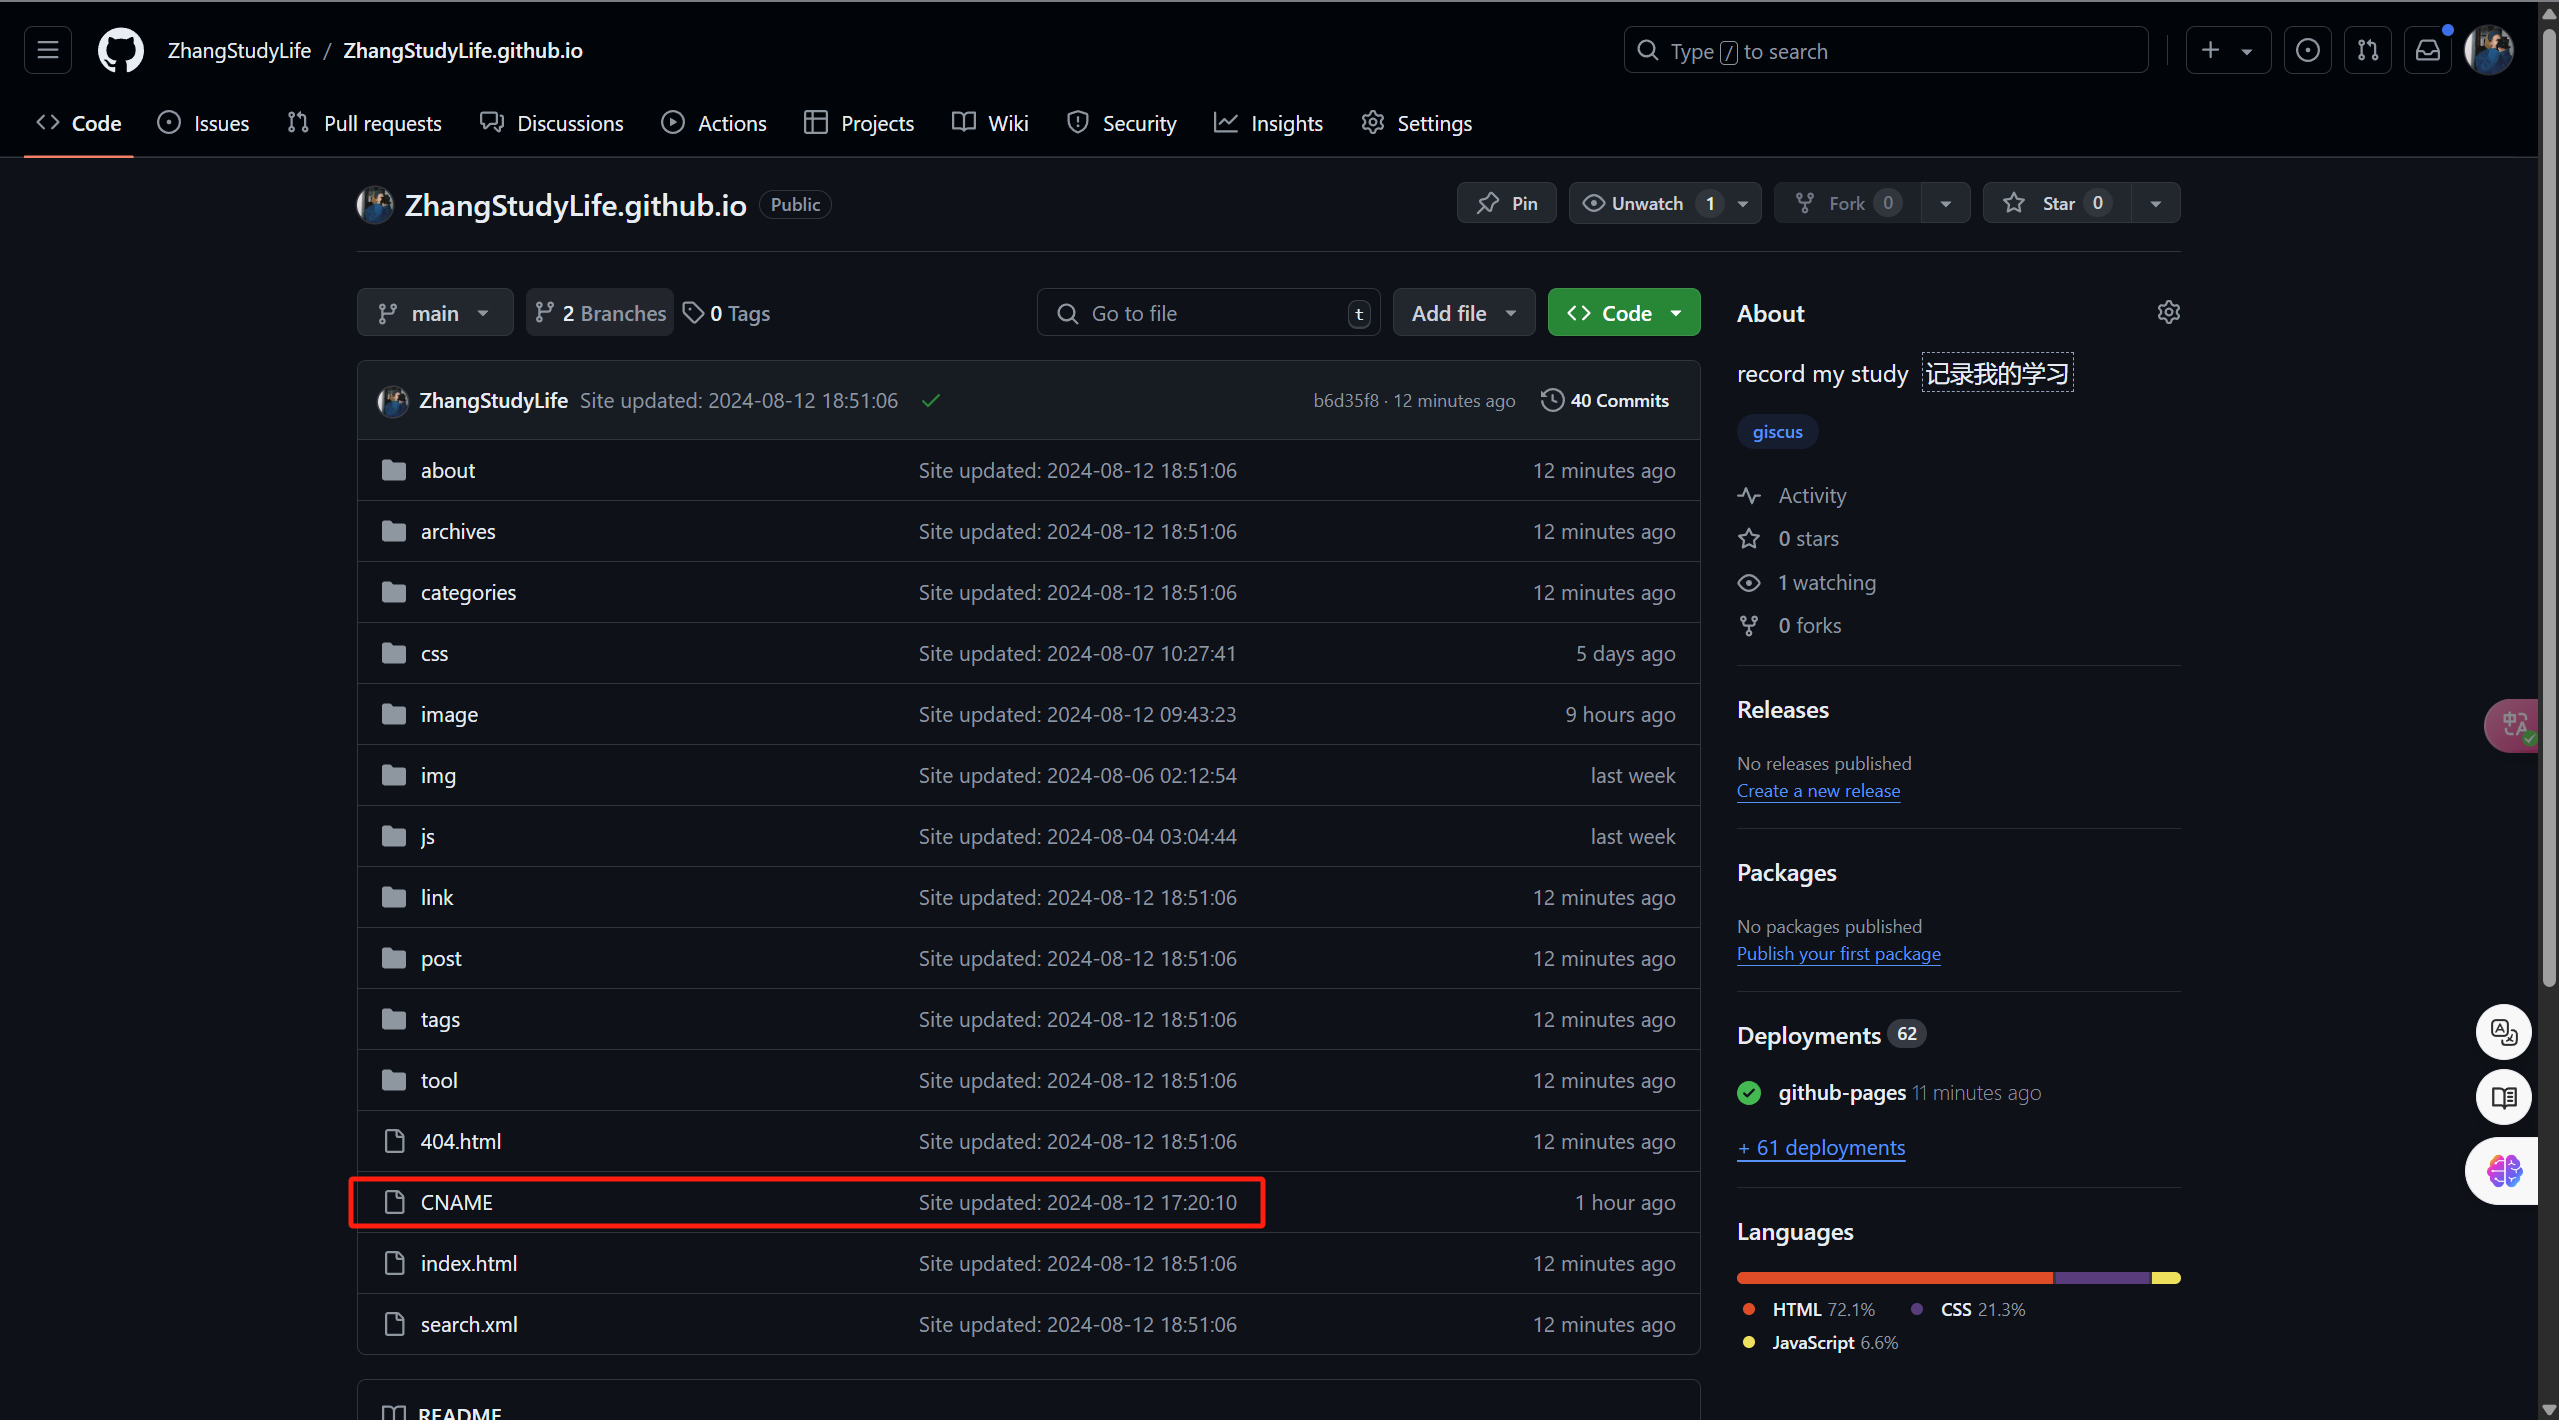 ZhangStudyLife / ZhangStudyLife.github.io
Type / to search
Code Issues Pull requests Discussions Actions Projects Wiki Security Insights Settings
ZhangStudyLife.github.io Public
Pin Unwatch 1 Fork 0 Star 0
main 2 Branches 0 Tags Go to file t Add file Code
ZhangStudyLife Site updated: 2024-08-12 18:51:06 b6d35f8 · 12 minutes ago 40 Commits
about Site updated: 2024-08-12 18:51:06 12 minutes ago
archives Site updated: 2024-08-12 18:51:06 12 minutes ago
categories Site updated: 2024-08-12 18:51:06 12 minutes ago
css Site updated: 2024-08-07 10:27:41 5 days ago
image Site updated: 2024-08-12 09:43:23 9 hours ago
img Site updated: 2024-08-06 02:12:54 last week
js Site updated: 2024-08-04 03:04:44 last week
link Site updated: 2024-08-12 18:51:06 12 minutes ago
post Site updated: 2024-08-12 18:51:06 12 minutes ago
tags Site updated: 2024-08-12 18:51:06 12 minutes ago
tool Site updated: 2024-08-12 18:51:06 12 minutes ago
404.html Site updated: 2024-08-12 18:51:06 12 minutes ago
CNAME Site updated: 2024-08-12 17:20:10 1 hour ago
index.html Site updated: 2024-08-12 18:51:06 12 minutes ago
search.xml Site updated: 2024-08-12 18:51:06 12 minutes ago
README
About
record my study 记录我的学习
giscus
Activity
0 stars
1 watching
0 forks
Releases
No releases published
Create a new release
Packages
No packages published
Publish your first package
Deployments 62
github-pages 11 minutes ago
+ 61 deployments
Languages
HTML 72.1% CSS 21.3%
JavaScript 6.6%